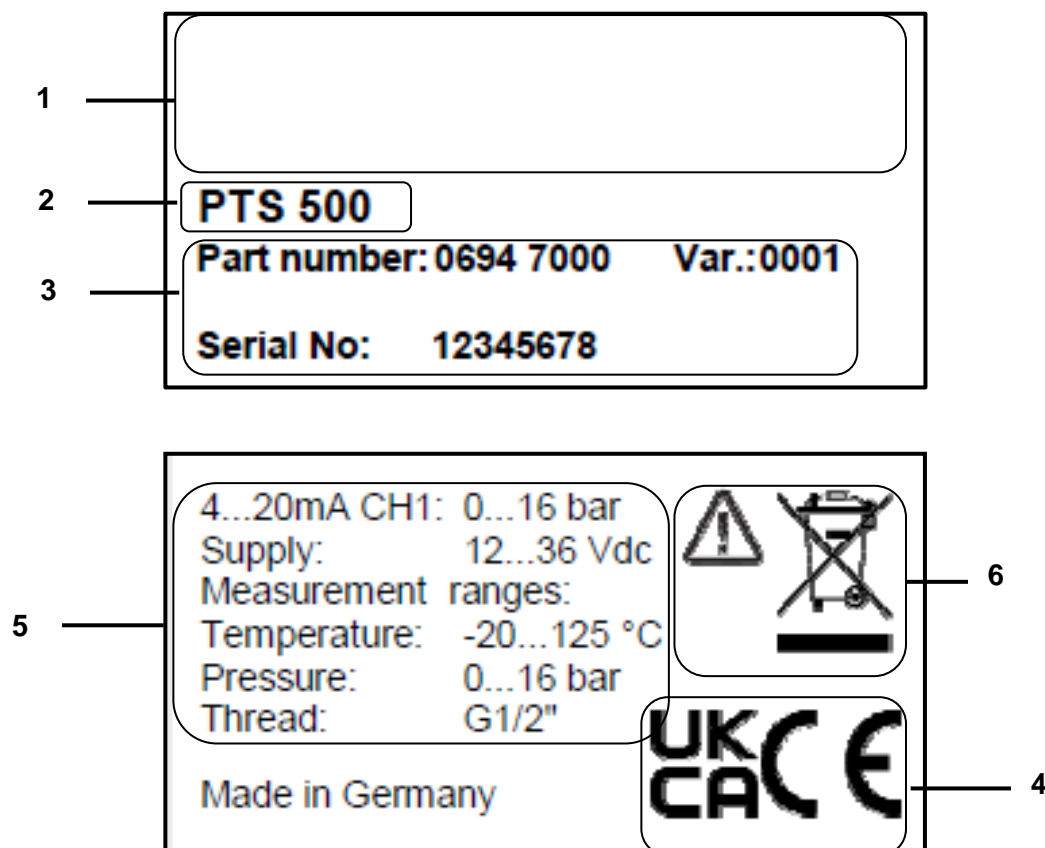 1
2
PTS 500
3
Part number: 0694 7000 Var.: 0001
Serial No: 12345678
5
4...20mA CH1: 0...16 bar
Supply: 12...36 Vdc
Measurement ranges:
Temperature: -20...125 °C
Pressure: 0...16 bar
Thread: G1/2"
6
Made in Germany
UK
CA CE
4